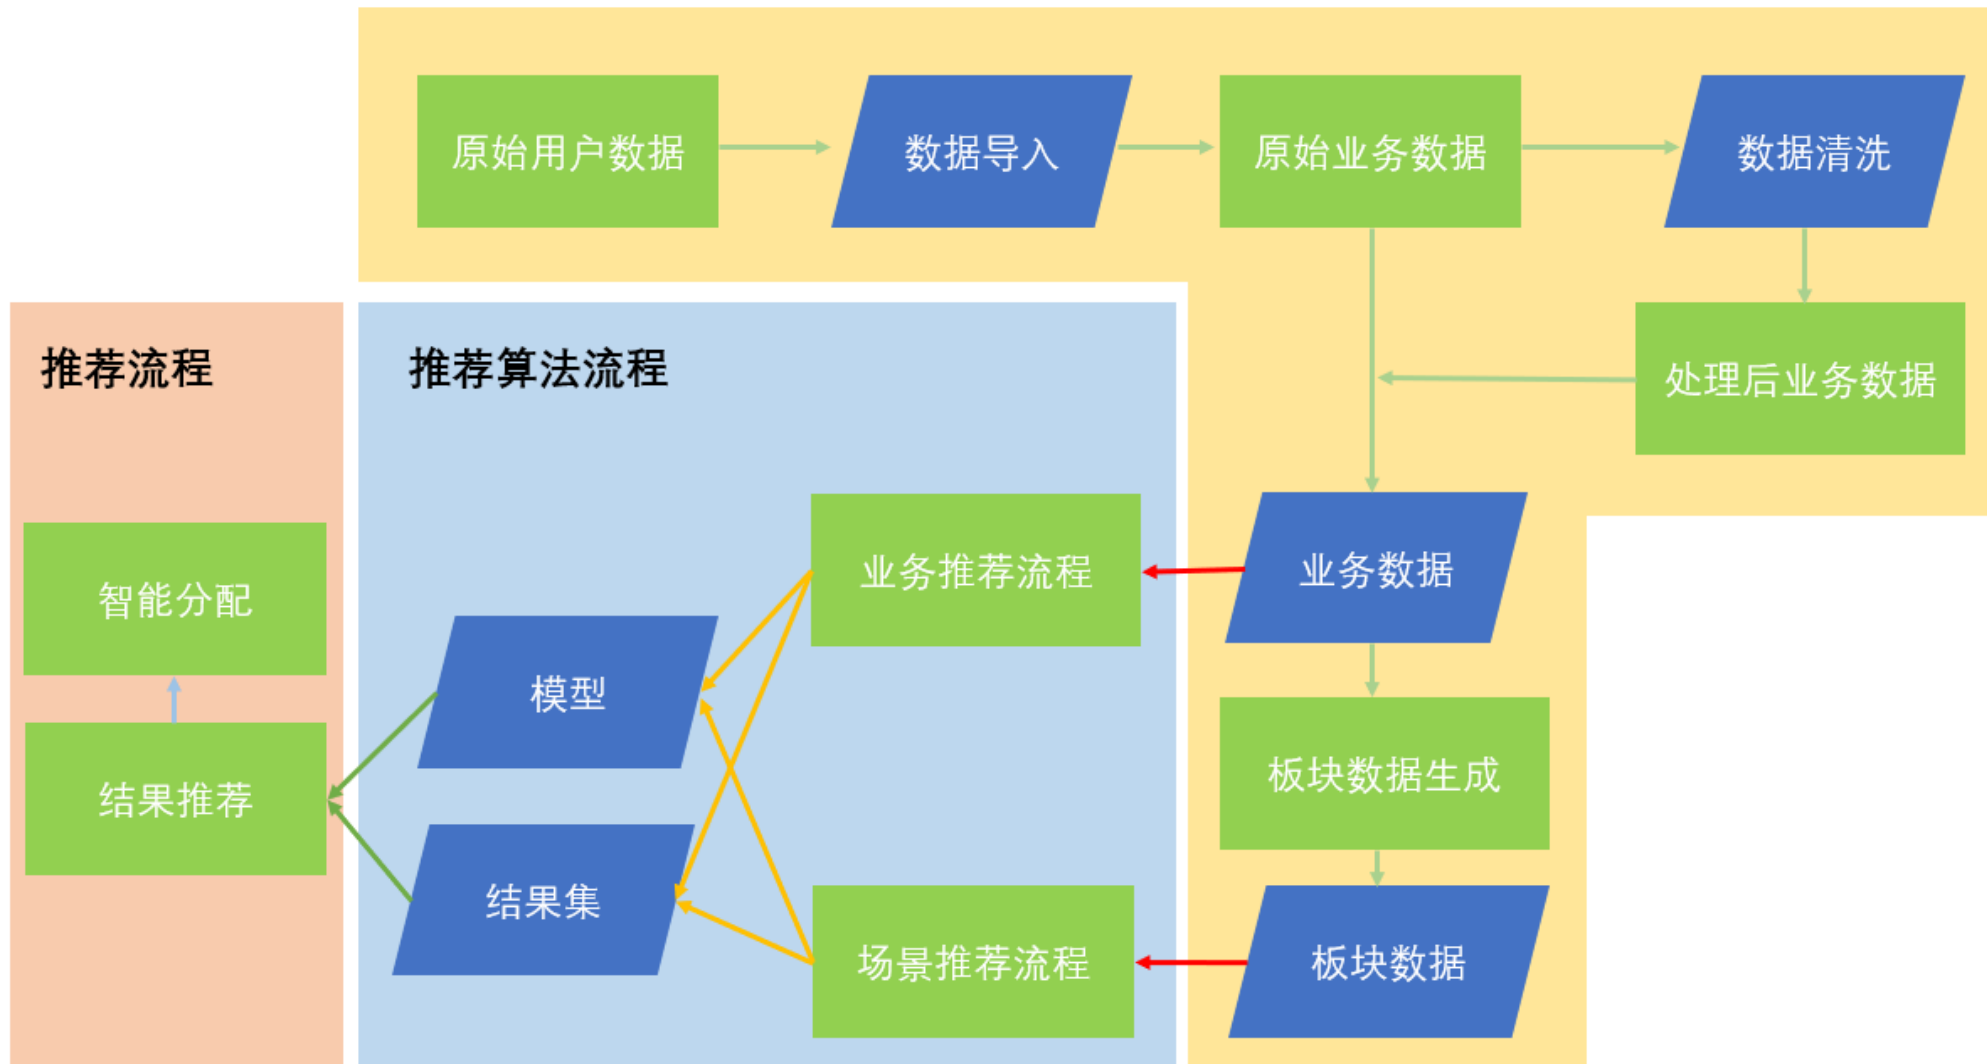 原始用户数据
数据导入
原始业务数据
数据清洗
推荐流程
推荐算法流程
处理后业务数据
智能分配
业务推荐流程
业务数据
模型
结果推荐
板块数据生成
结果集
场景推荐流程
板块数据